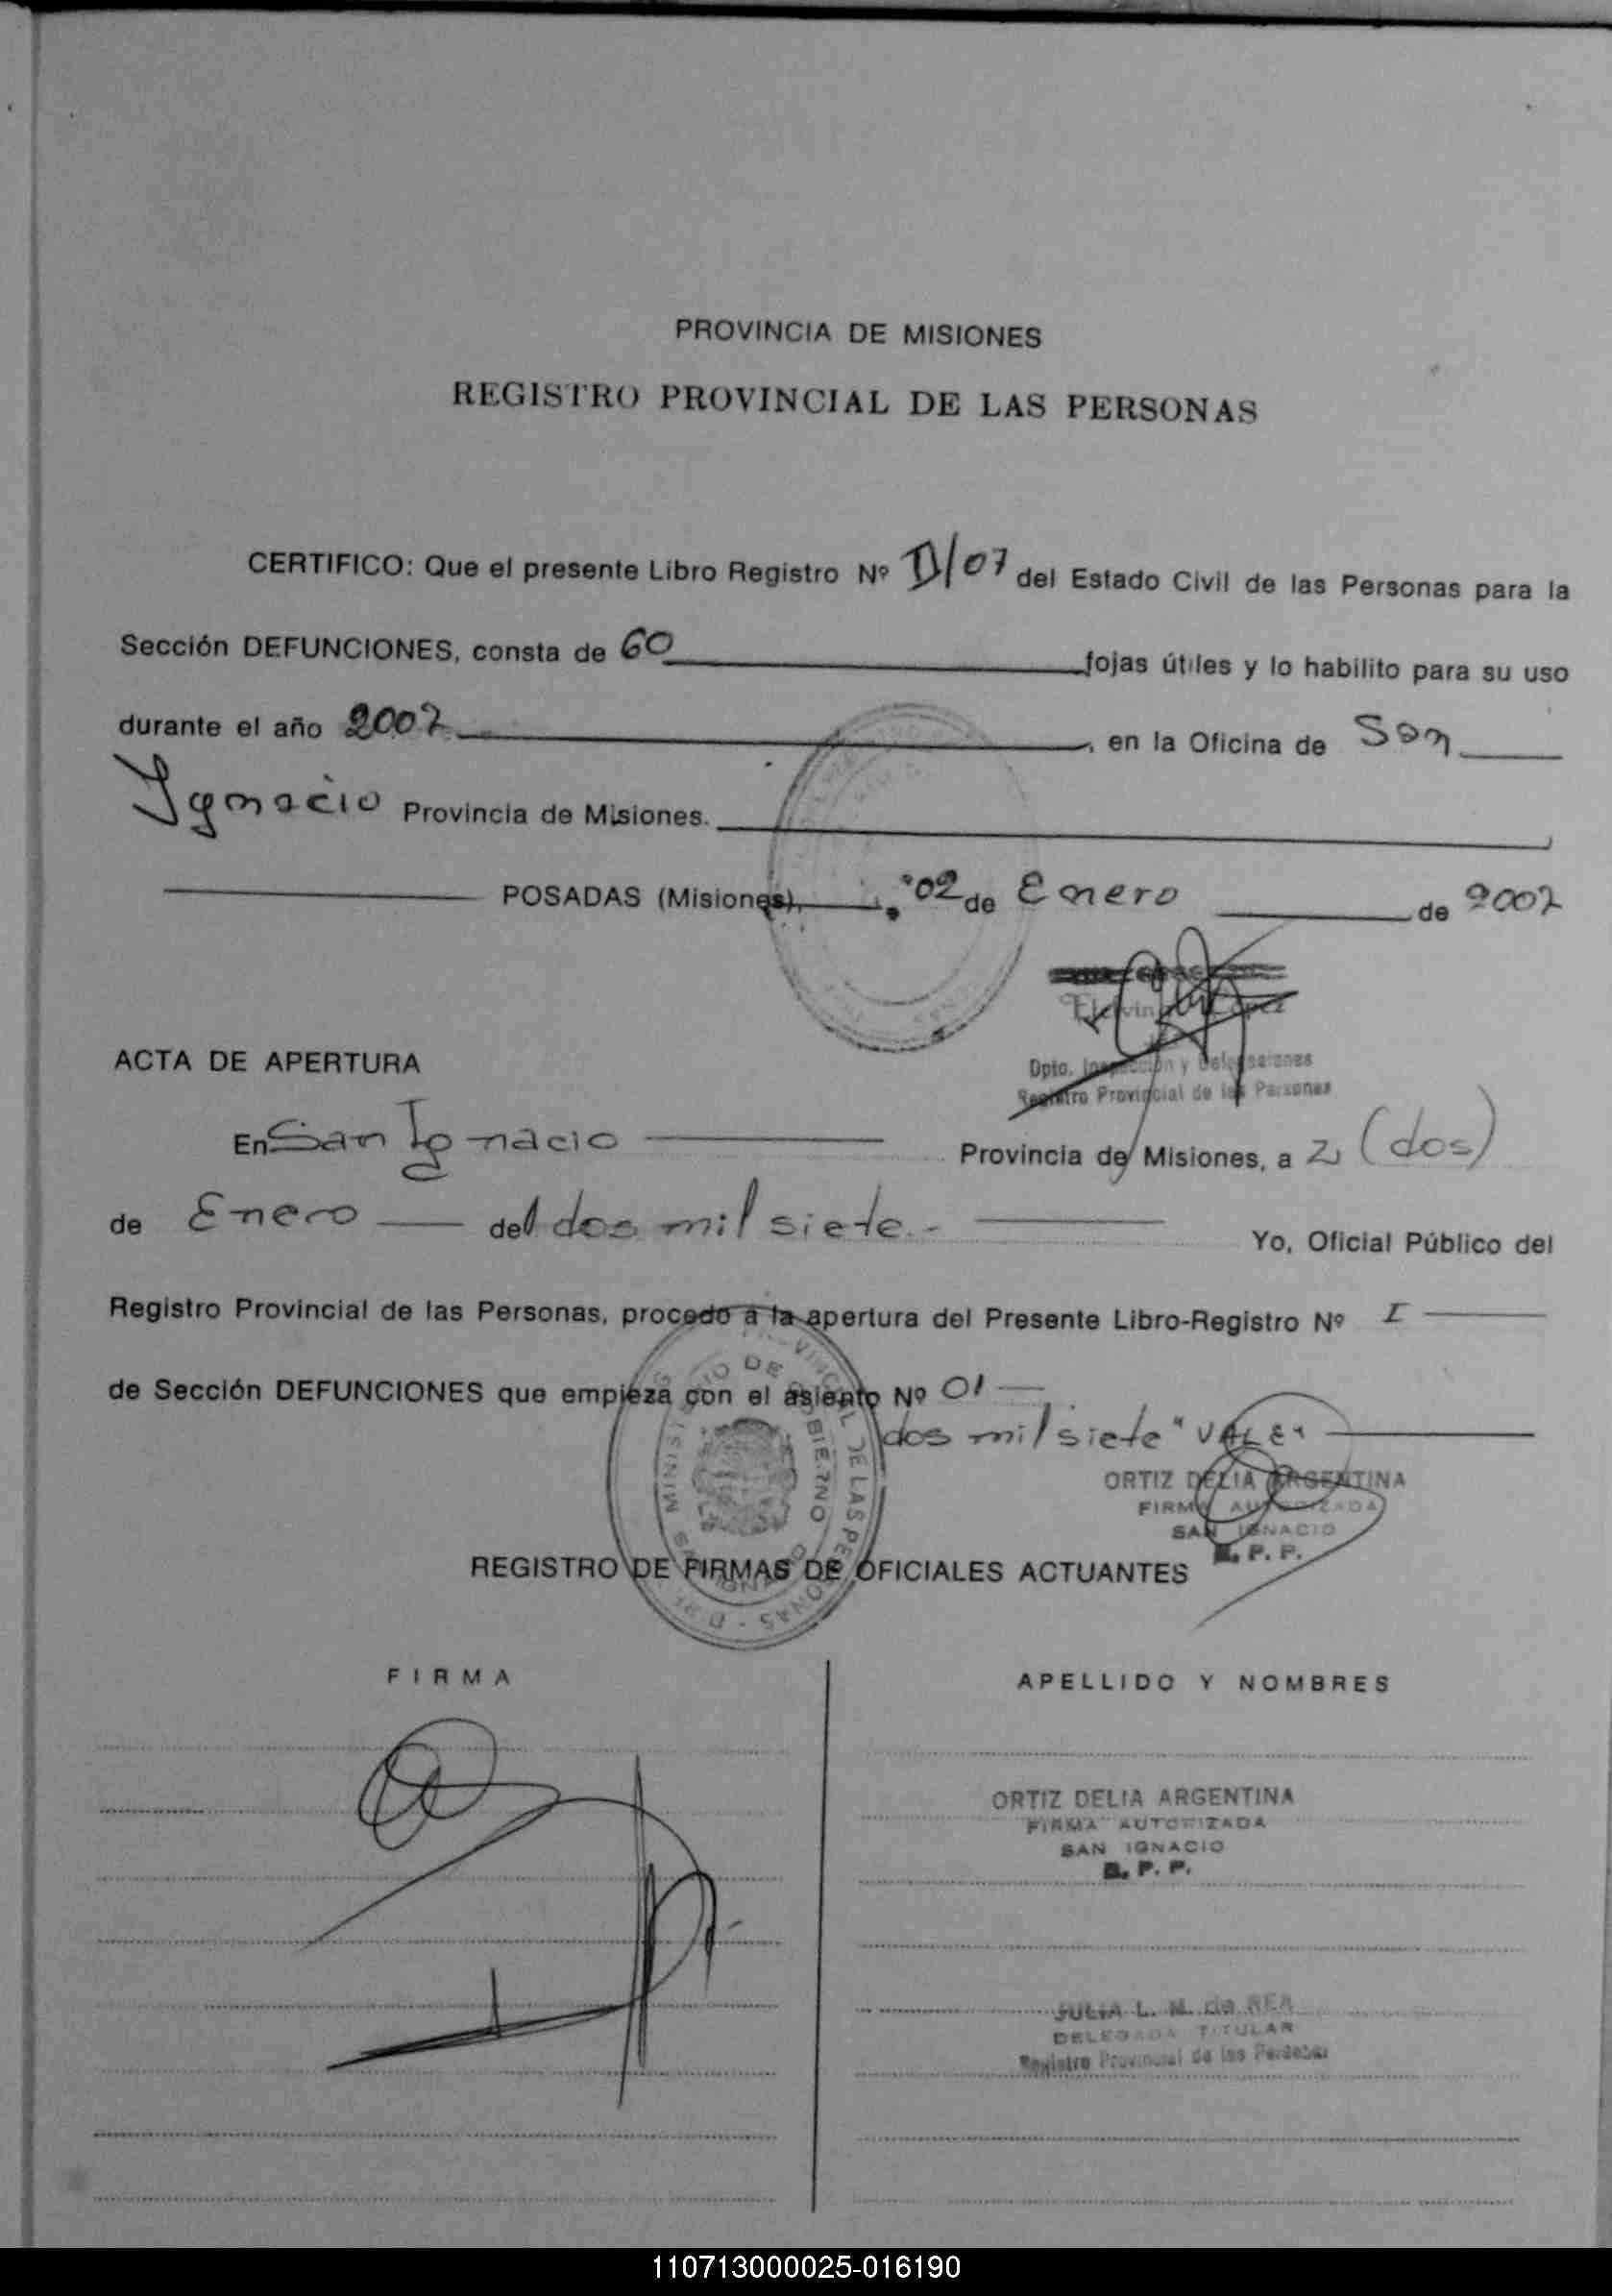 PROVINCIA DE MISIONES
REGISTRO PROVINCIAL DE LAS PERSONAS
CERTIFICO: Que el presente Libro Registro Nº D/07 del Estado Civil de las Personas para la
Sección DEFUNCIONES, consta de 60 fojas útiles y lo habilito para su uso
durante el año 2007, en la Oficina de San
Ygnacio Provincia de Misiones.
POSADAS (Misiones), 02 de Enero de 2007
Dpto. Inspección y Delegaciones
Registro Provincial de las Personas
ACTA DE APERTURA
En San Ignacio Provincia de Misiones, a 2 (dos)
de Enero del dos mil siete.- Yo, Oficial Público del
Registro Provincial de las Personas, procedo a la apertura del Presente Libro-Registro Nº I
de Sección DEFUNCIONES que empieza con el asiento Nº 01
dos mil siete "VALE"
ORTIZ DELIA ARGENTINA
FIRMA AUTORIZADA
SAN IGNACIO
R. P. P.
MINISTERIO DE GOBIERNO
SAN IGNACIO
REGISTRO DE FIRMAS DE OFICIALES ACTUANTES
FIRMA
APELLIDO Y NOMBRES
ORTIZ DELIA ARGENTINA
FIRMA AUTORIZADA
SAN IGNACIO
R. P. P.
JULIA L. M. de REA
DELEGADA TITULAR
Registro Provincial de las Personas
110713000025-016190